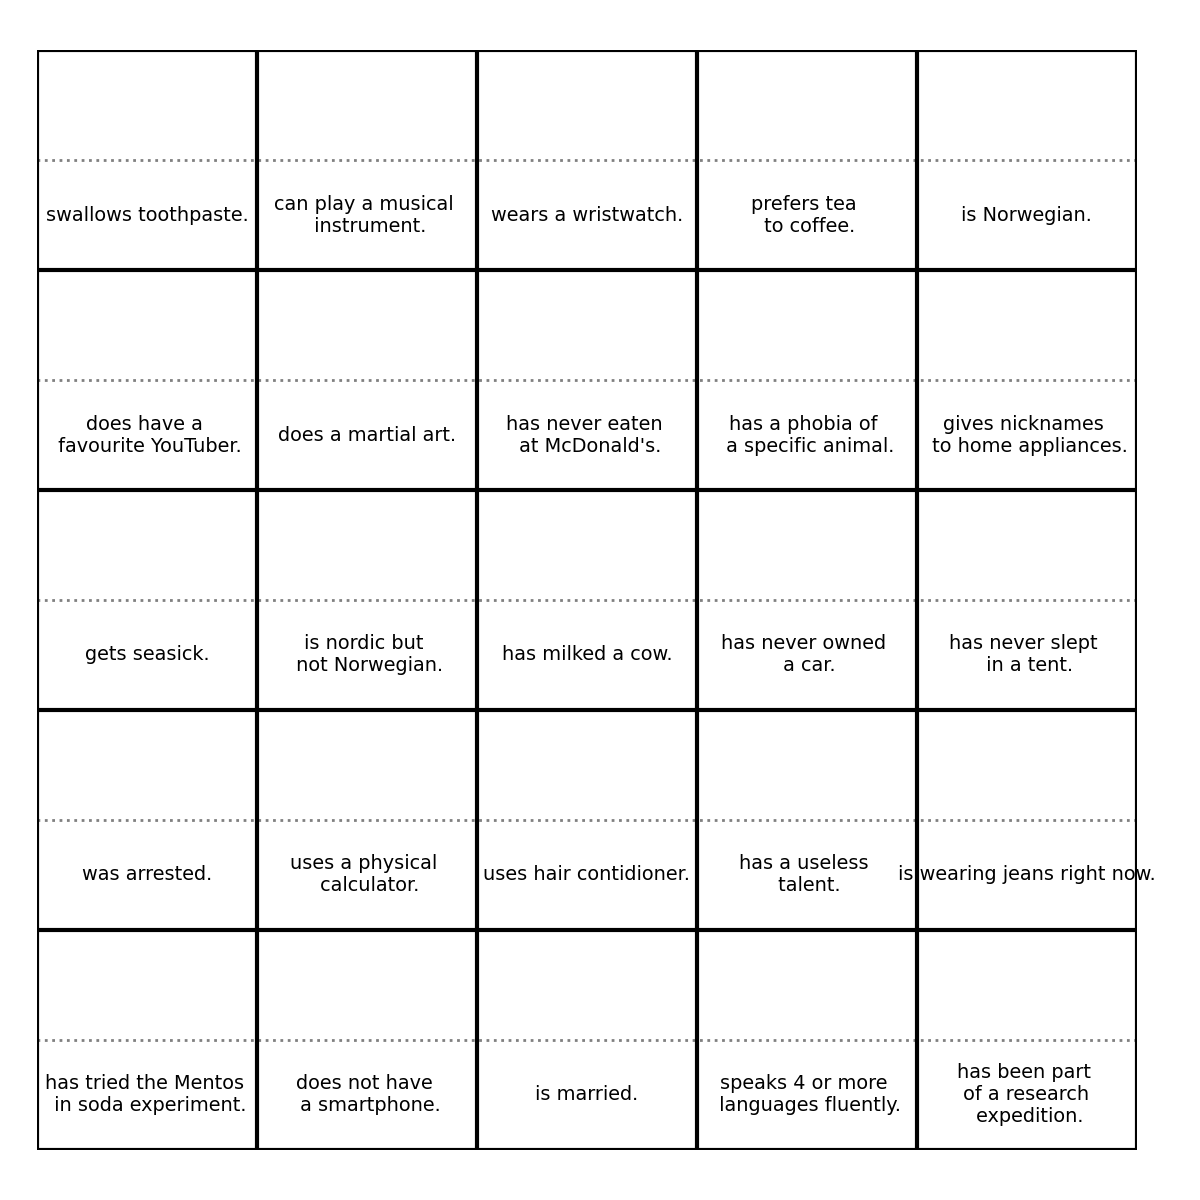 swallows toothpaste.
can play a musical
instrument.
wears a wristwatch.
prefers tea
to coffee.
is Norwegian.
does have a
favourite YouTuber.
does a martial art.
has never eaten
at McDonald's.
has a phobia of
a specific animal.
gives nicknames
to home appliances.
gets seasick.
is nordic but
not Norwegian.
has milked a cow.
has never owned
a car.
has never slept
in a tent.
was arrested.
uses a physical
calculator.
uses hair contidioner.
has a useless
talent.
is wearing jeans right now.
has tried the Mentos
in soda experiment.
does not have
a smartphone.
is married.
speaks 4 or more
languages fluently.
has been part
of a research
expedition.